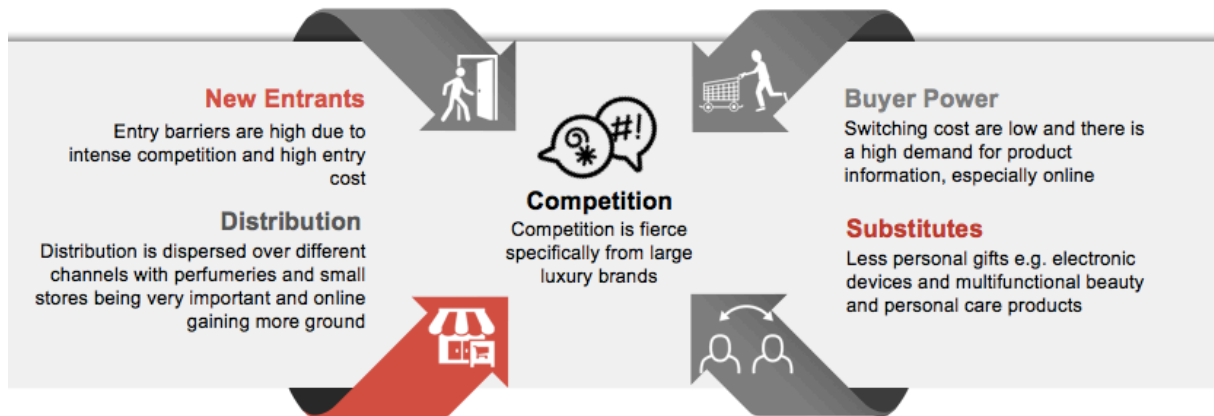 New Entrants
Entry barriers are high due to
intense competition and high entry
cost
Distribution
Distribution is dispersed over different
channels with perfumeries and small
stores being very important and online
gaining more ground
#!
Competition
Competition is fierce
specifically from large
luxury brands
Buyer Power
Switching cost are low and there is
a high demand for product
information, especially online
Substitutes
Less personal gifts e.g. electronic
devices and multifunctional beauty
and personal care products